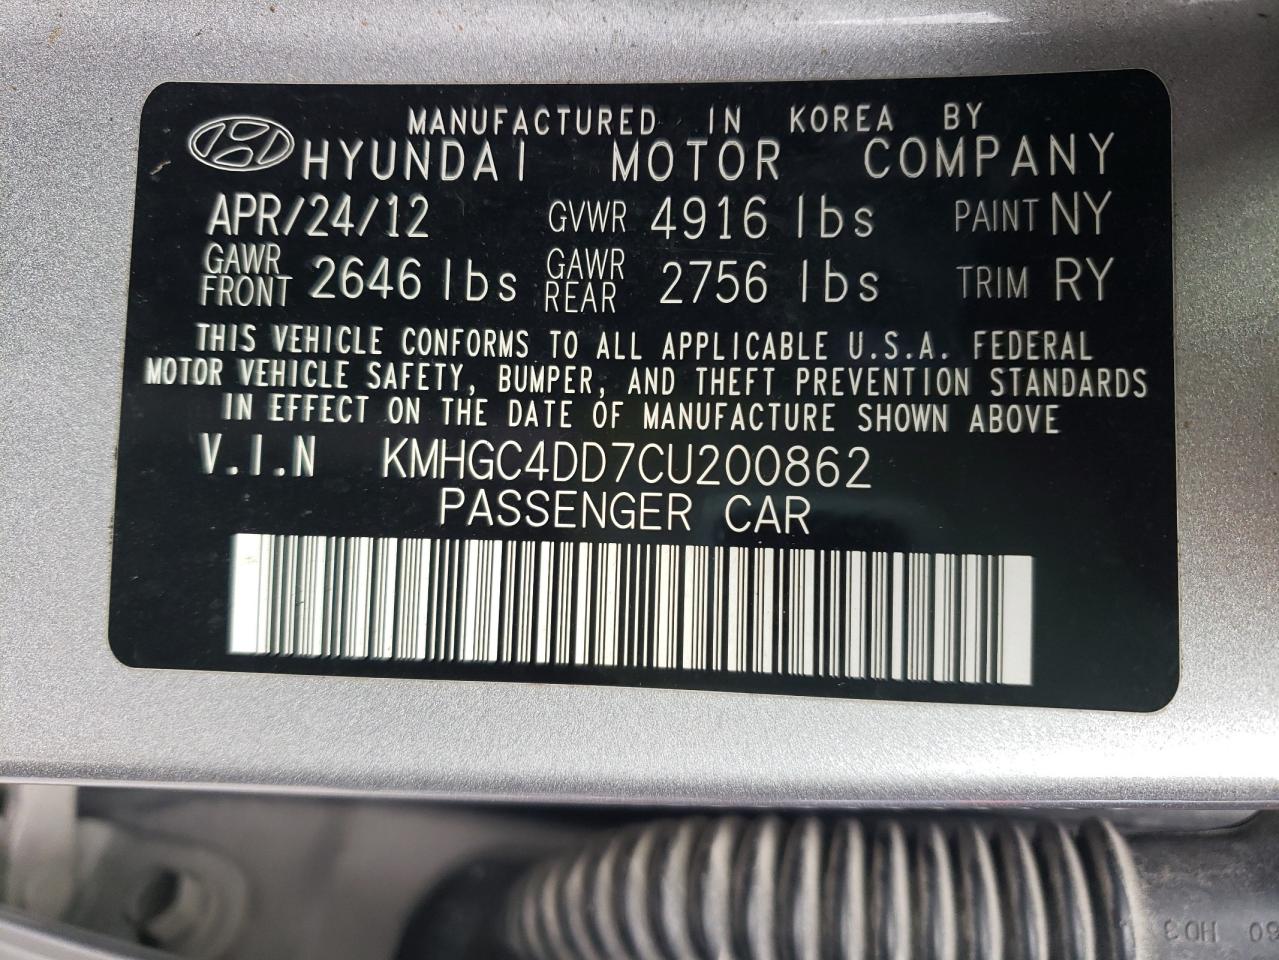 MANUFACTURED IN KOREA BY
HYUNDAI MOTOR COMPANY
APR/24/12 GVWR 4916 lbs PAINT NY
GAWR FRONT 2646 lbs GAWR REAR 2756 lbs TRIM RY
THIS VEHICLE CONFORMS TO ALL APPLICABLE U.S.A. FEDERAL
MOTOR VEHICLE SAFETY, BUMPER, AND THEFT PREVENTION STANDARDS
IN EFFECT ON THE DATE OF MANUFACTURE SHOWN ABOVE
V.I.N KMHGC4DD7CU200862
PASSENGER CAR